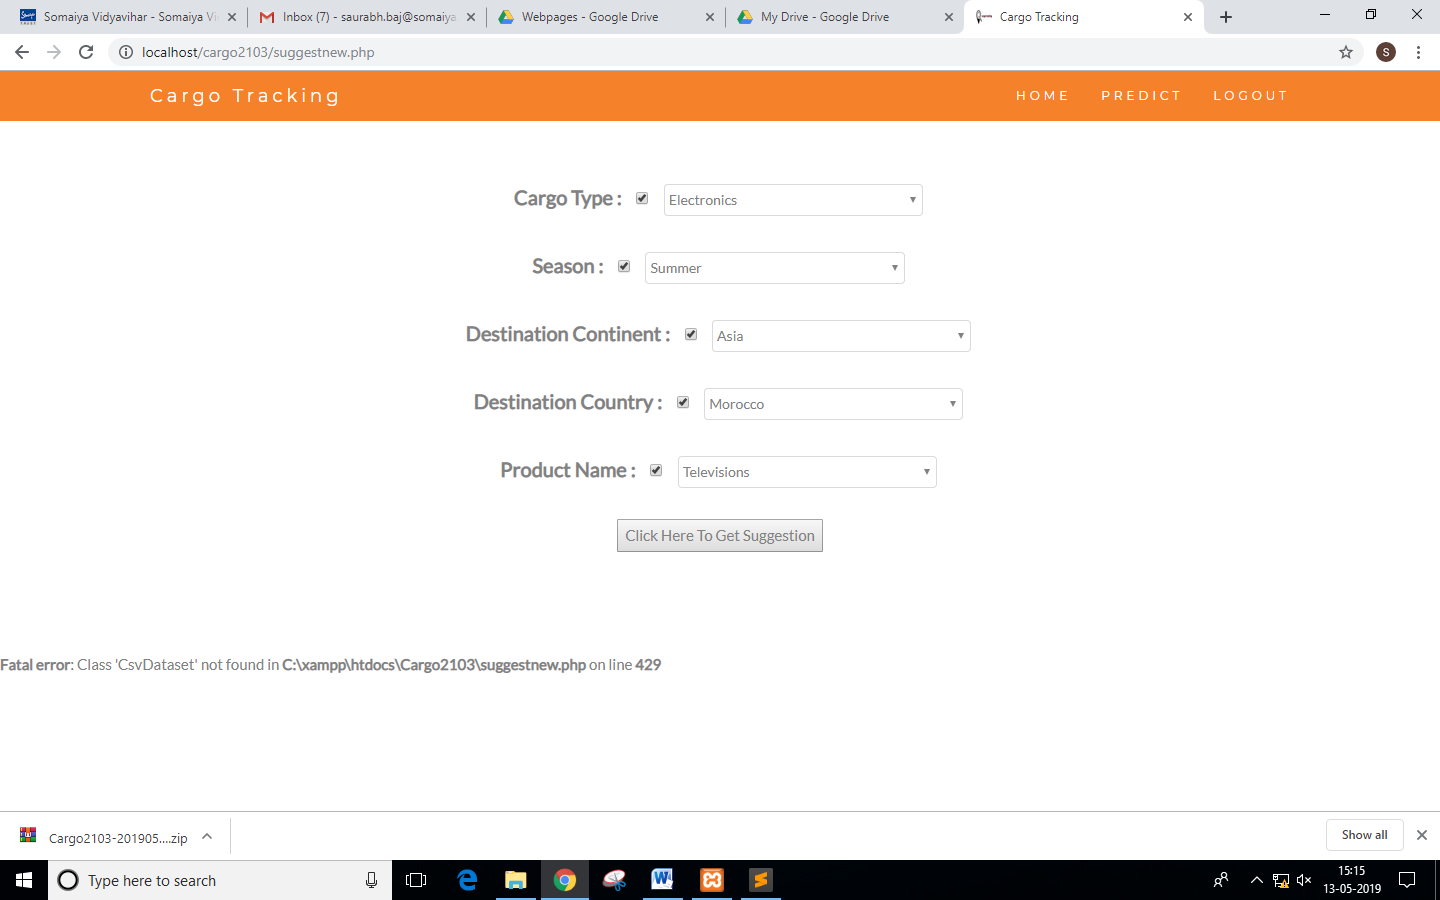 Somaiya Vidyavihar - Somaiya Vi
Inbox (7) - saurabh.baj@somaiya
Webpages - Google Drive
My Drive - Google Drive
Cargo Tracking
localhost/cargo2103/suggestnew.php
S
Cargo Tracking
HOME
PREDICT
LOGOUT
Cargo Type :
Electronics
Season :
Summer
Destination Continent :
Asia
Destination Country :
Morocco
Product Name :
Televisions
Click Here To Get Suggestion
Fatal error: Class 'CsvDataset' not found in C:\xampp\htdocs\Cargo2103\suggestnew.php on line 429
Cargo2103-201905....zip
Show all
Type here to search
15:15
13-05-2019